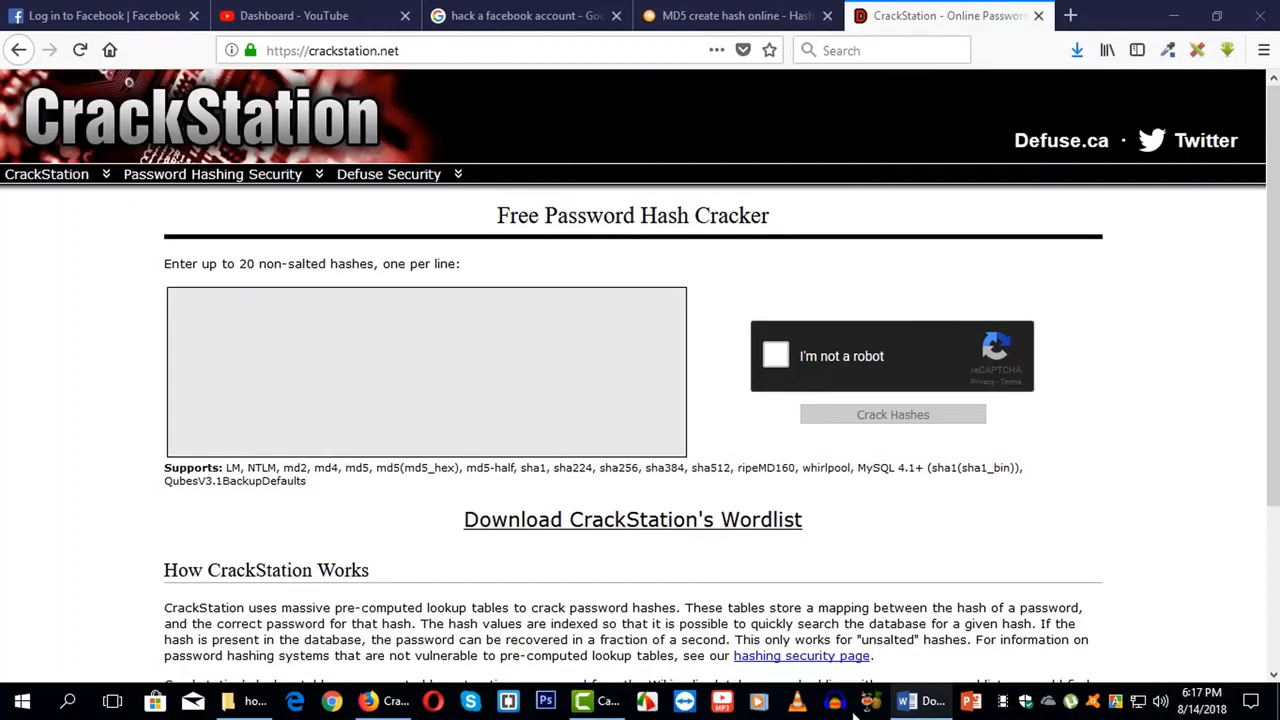 Log in to Facebook | Facebook
Dashboard - YouTube
hack a facebook account - Goo
MD5 create hash online - Hash
CrackStation - Online Passwor
https://crackstation.net
Search
CrackStation
Defuse.ca · Twitter
CrackStation Password Hashing Security Defuse Security
Free Password Hash Cracker
Enter up to 20 non-salted hashes, one per line:
I'm not a robot
reCAPTCHA
Privacy - Terms
Crack Hashes
Supports: LM, NTLM, md2, md4, md5, md5(md5_hex), md5-half, sha1, sha224, sha256, sha384, sha512, ripeMD160, whirlpool, MySQL 4.1+ (sha1(sha1_bin)),
QubesV3.1BackupDefaults
Download CrackStation's Wordlist
How CrackStation Works
CrackStation uses massive pre-computed lookup tables to crack password hashes. These tables store a mapping between the hash of a password,
and the correct password for that hash. The hash values are indexed so that it is possible to quickly search the database for a given hash. If the
hash is present in the database, the password can be recovered in a fraction of a second. This only works for "unsalted" hashes. For information on
password hashing systems that are not vulnerable to pre-computed lookup tables, see our hashing security page.
ho...
Cra...
Ps
Ca...
MP3
Do...
6:17 PM
8/14/2018